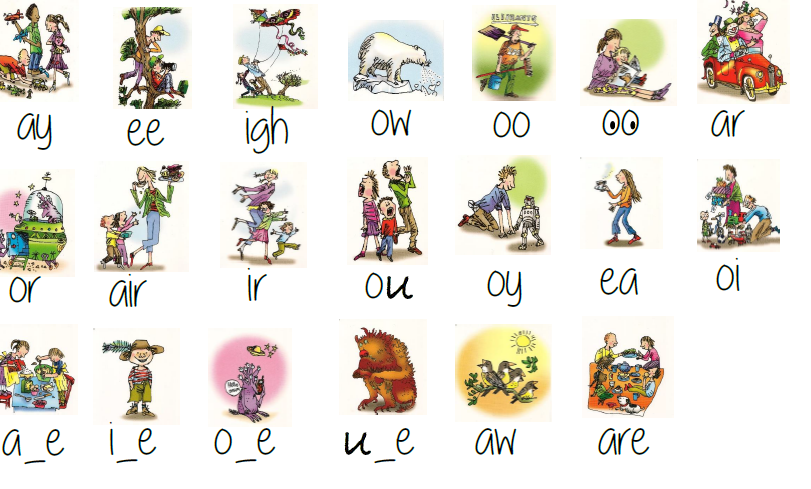 ELEPHANTS
ay ee igh ow oo oo ar
or air ir ou oy ea oi
a_e i_e o_e u_e aw are